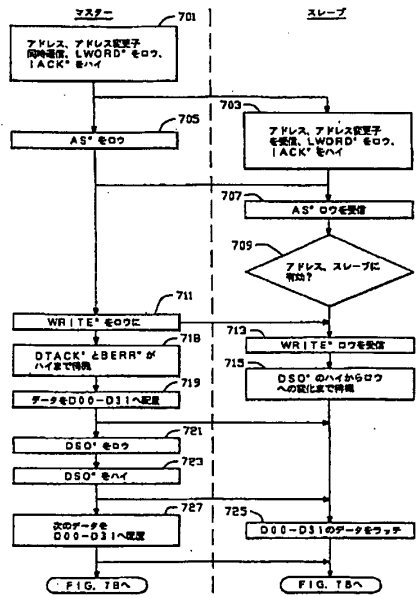 マスター
スレーブ
701
アドレス、アドレス変更子
同時通信、LWORD*をロウ、
IACK*をハイ
703
アドレス、アドレス変更子
を受信、LWORD*をロウ、
IACK*をハイ
705
AS*をロウ
707
AS*ロウを受信
709
アドレス、スレーブに
有効?
711
WRITE*をロウに
713
WRITE*ロウを受信
718
DTACK*とBERR*が
ハイまで待機
715
DSO*のハイからロウ
への変化まで待機
719
データをD00-D31へ配置
721
DSO*をロウ
723
DSO*をハイ
727
次のデータを
D00-D31へ配置
725
D00-D31のデータをラッチ
FIG. 7Bへ
FIG. 7Bへ